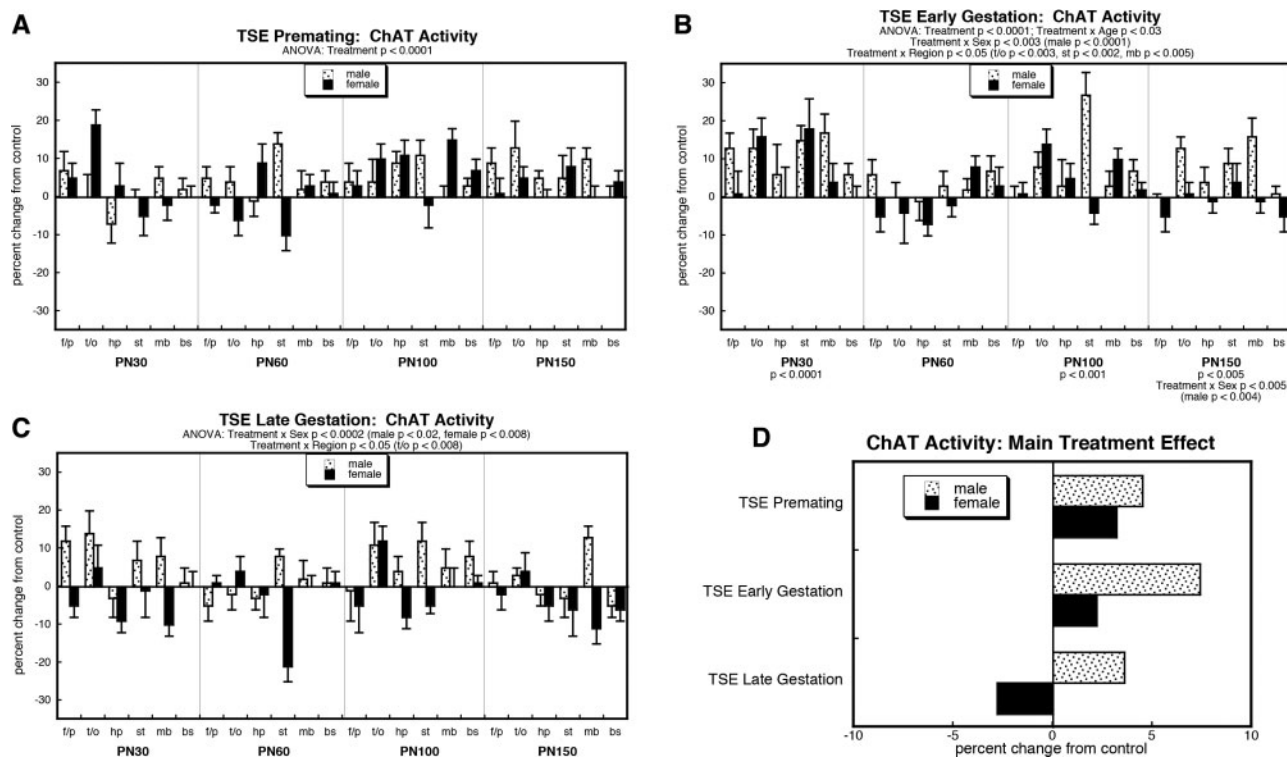 A
TSE Premating: ChAT Activity
ANOVA: Treatment p < 0.0001
male
female
percent change from control
30
20
10
0
-10
-20
-30
f/p t/o hp st mb bs f/p t/o hp st mb bs f/p t/o hp st mb bs f/p t/o hp st mb bs
PN30 PN60 PN100 PN150
B
TSE Early Gestation: ChAT Activity
ANOVA: Treatment p < 0.0001; Treatment x Age p < 0.03
Treatment x Sex p < 0.003 (male p < 0.0001)
Treatment x Region p < 0.05 (t/o p < 0.003, st p < 0.002, mb p < 0.005)
male
female
percent change from control
30
20
10
0
-10
-20
-30
f/p t/o hp st mb bs f/p t/o hp st mb bs f/p t/o hp st mb bs f/p t/o hp st mb bs
PN30 PN60 PN100 PN150
p < 0.0001 p < 0.001 p < 0.005
Treatment x Sex p < 0.005
(male p < 0.004)
C
TSE Late Gestation: ChAT Activity
ANOVA: Treatment x Sex p < 0.0002 (male p < 0.02, female p < 0.008)
Treatment x Region p < 0.05 (t/o p < 0.008)
male
female
percent change from control
30
20
10
0
-10
-20
-30
f/p t/o hp st mb bs f/p t/o hp st mb bs f/p t/o hp st mb bs f/p t/o hp st mb bs
PN30 PN60 PN100 PN150
D
ChAT Activity: Main Treatment Effect
male
female
TSE Premating
TSE Early Gestation
TSE Late Gestation
-10 -5 0 5 10
percent change from control